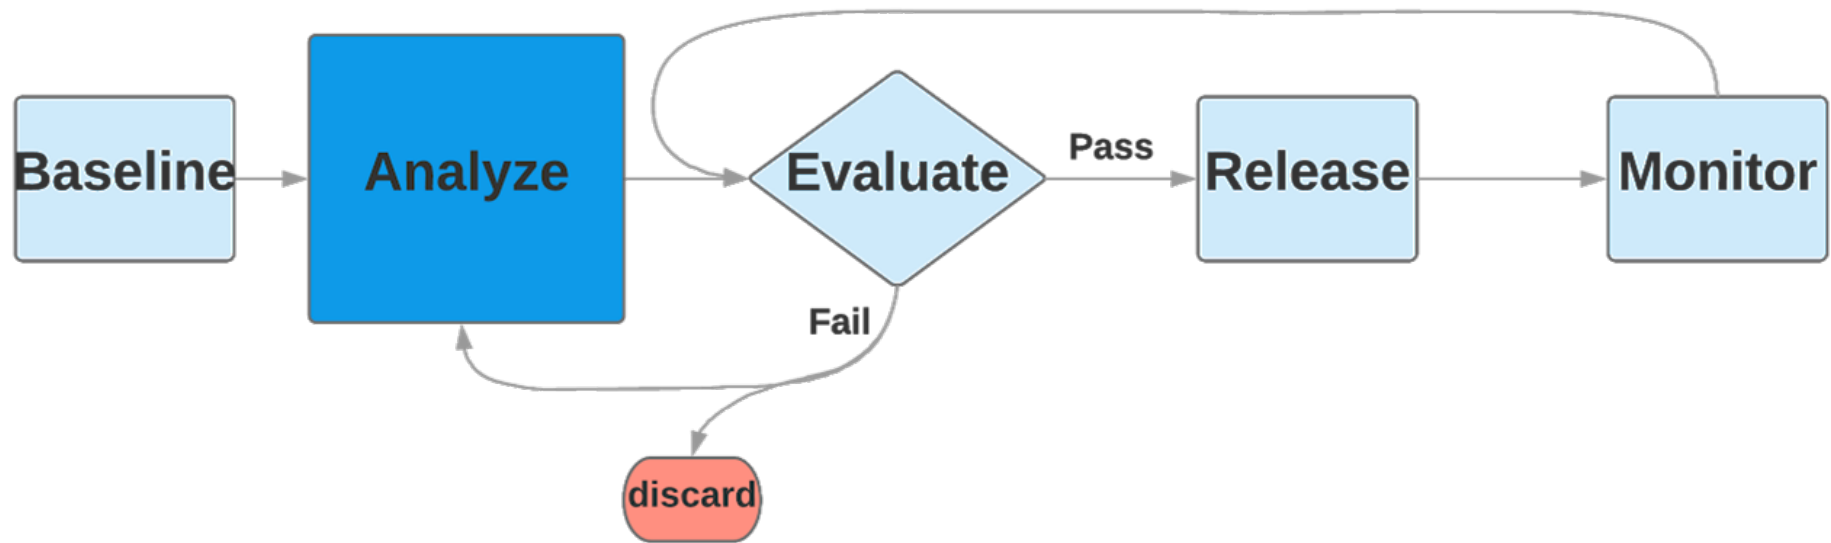 Baseline
Analyze
Evaluate
Pass
Release
Monitor
Fail
discard